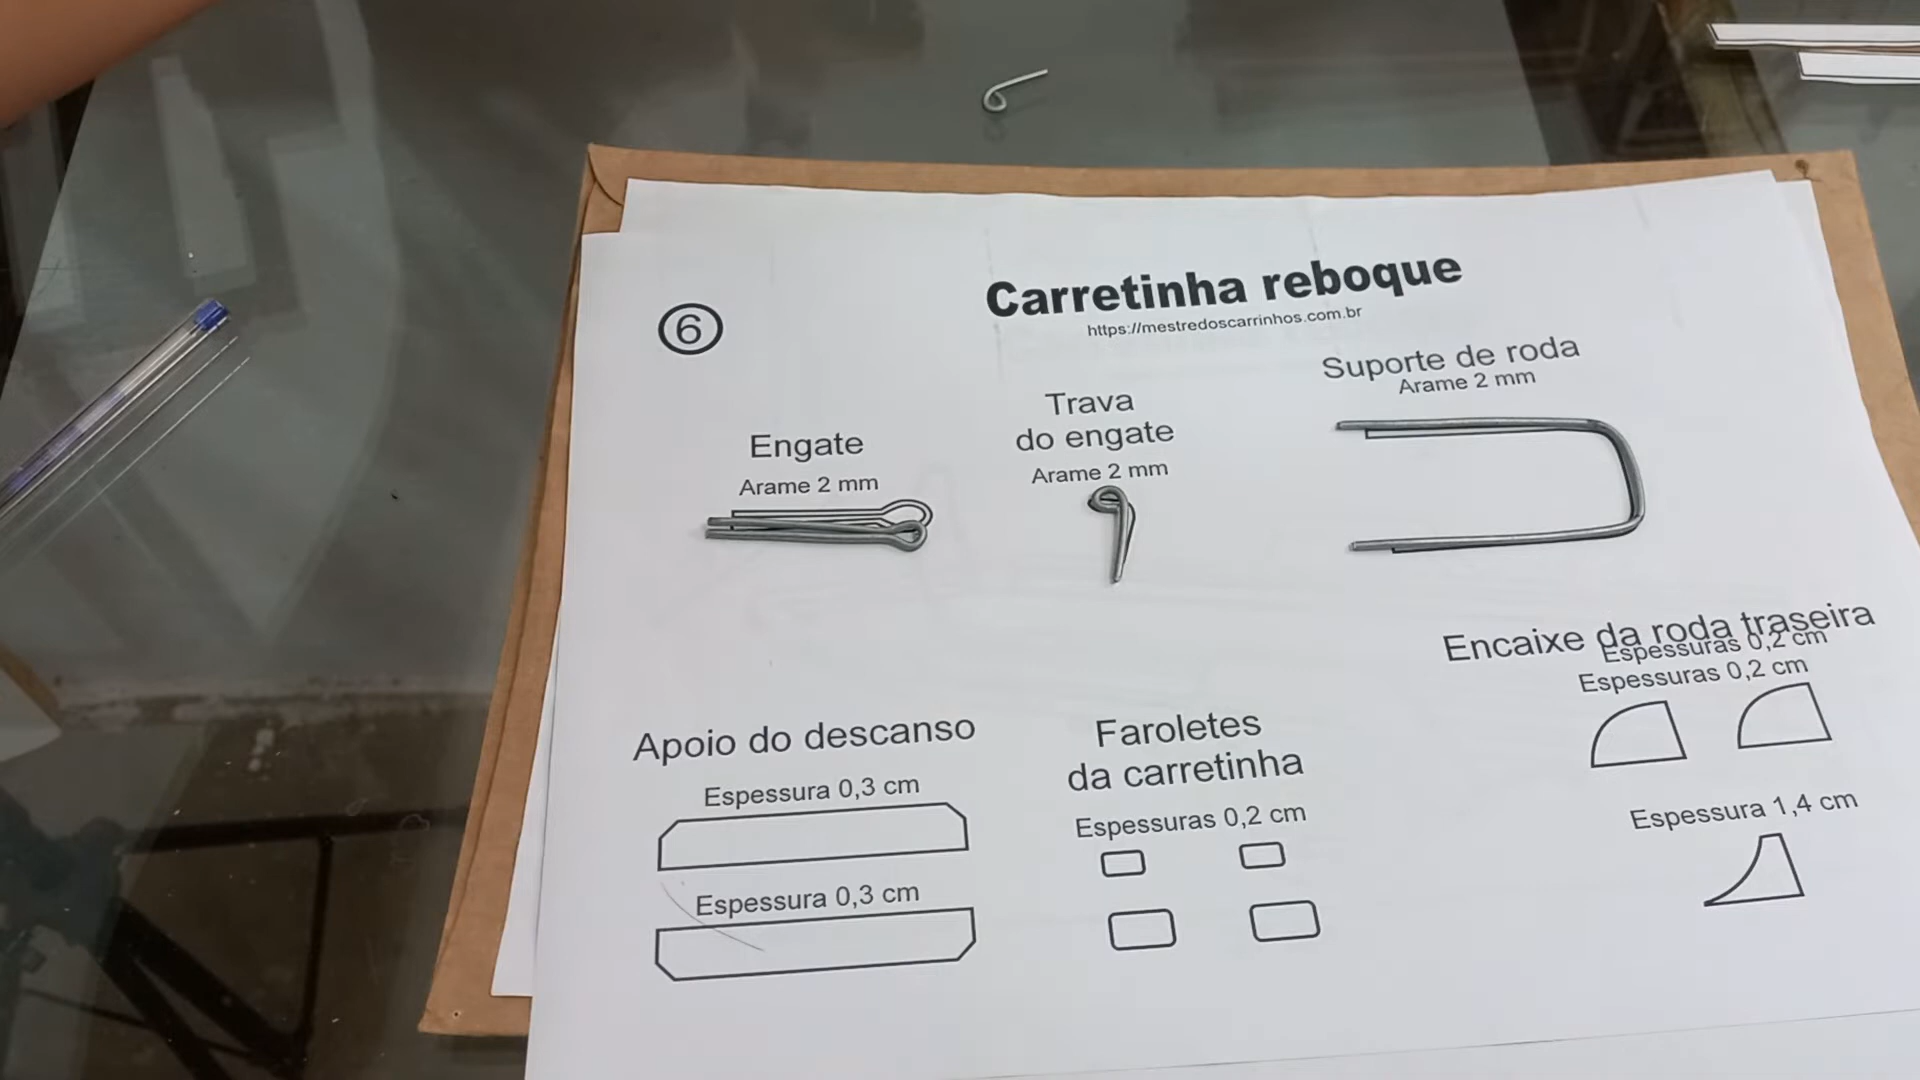 6
Carretinha reboque
https://mestredoscarrinhos.com.br
Engate
Arame 2 mm
Trava
do engate
Arame 2 mm
Suporte de roda
Arame 2 mm
Encaixe da roda traseira
Espessuras 0,2 cm
Espessuras 0,2 cm
Espessura 1,4 cm
Apoio do descanso
Espessura 0,3 cm
Espessura 0,3 cm
Faroletes
da carretinha
Espessuras 0,2 cm